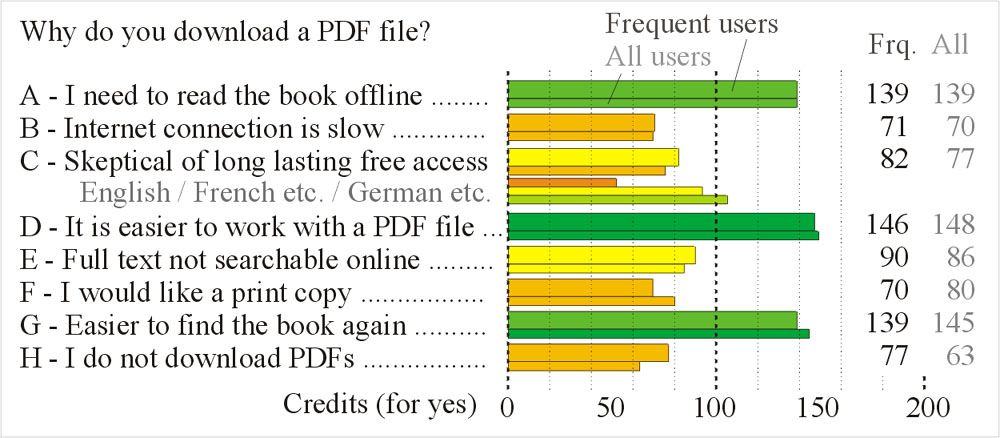 Why do you download a PDF file?
Frequent users
All users
Frq. All
A - I need to read the book offline ........ 139 139
B - Internet connection is slow ............. 71 70
C - Skeptical of long lasting free access 82 77
English / French etc. / German etc.
D - It is easier to work with a PDF file ... 146 148
E - Full text not searchable online ......... 90 86
F - I would like a print copy ................. 70 80
G - Easier to find the book again .......... 139 145
H - I do not download PDFs ................ 77 63
Credits (for yes) 0 50 100 150 200